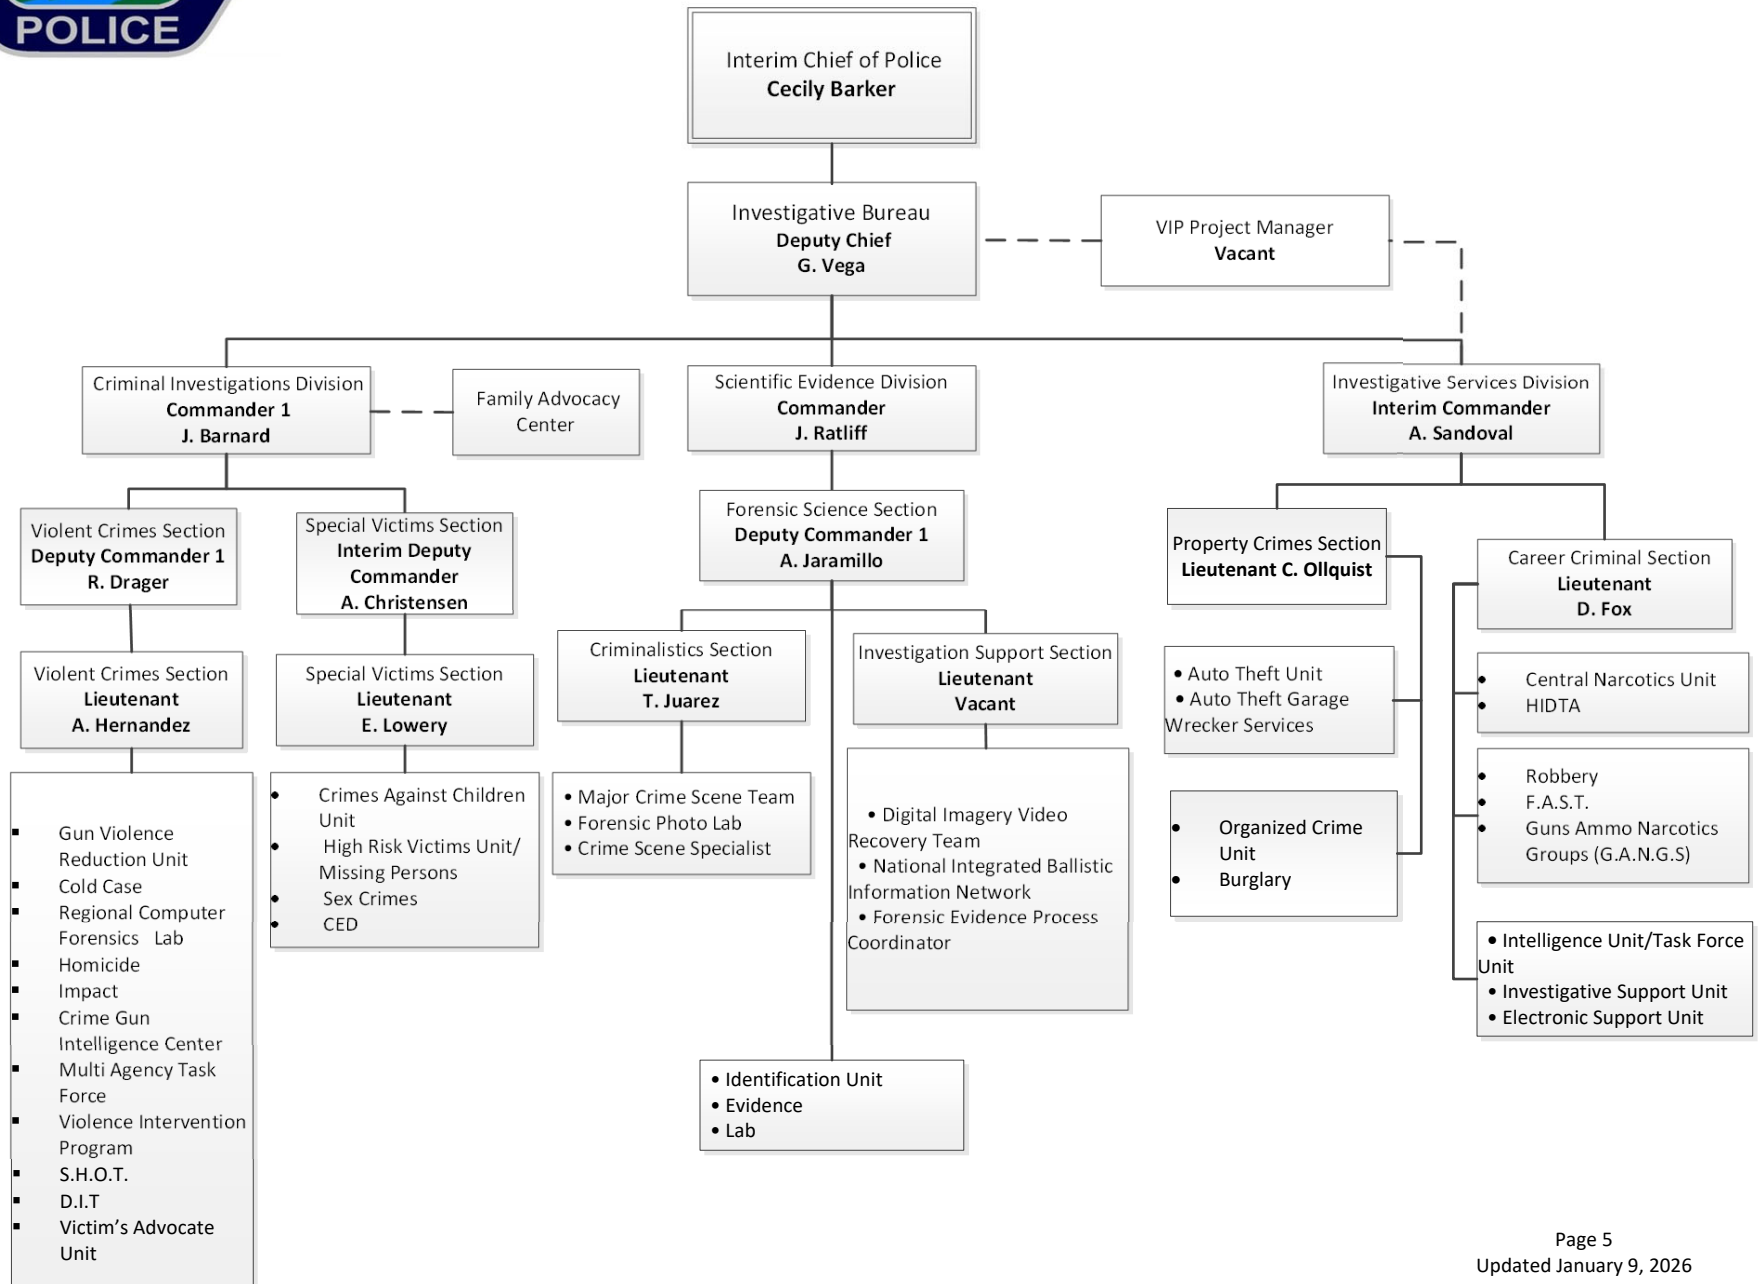 POLICE
Interim Chief of Police
Cecily Barker
Investigative Bureau
Deputy Chief
G. Vega
VIP Project Manager
Vacant
Criminal Investigations Division
Commander 1
J. Barnard
Family Advocacy
Center
Scientific Evidence Division
Commander
J. Ratliff
Investigative Services Division
Interim Commander
A. Sandoval
Violent Crimes Section
Deputy Commander 1
R. Drager
Special Victims Section
Interim Deputy
Commander
A. Christensen
Forensic Science Section
Deputy Commander 1
A. Jaramillo
Property Crimes Section
Lieutenant C. Ollquist
Career Criminal Section
Lieutenant
D. Fox
Violent Crimes Section
Lieutenant
A. Hernandez
Special Victims Section
Lieutenant
E. Lowery
Criminalistics Section
Lieutenant
T. Juarez
Investigation Support Section
Lieutenant
Vacant
• Auto Theft Unit
• Auto Theft Garage
Wrecker Services
• Central Narcotics Unit
• HIDTA
▪ Gun Violence
Reduction Unit
▪ Cold Case
▪ Regional Computer
Forensics Lab
▪ Homicide
▪ Impact
▪ Crime Gun
Intelligence Center
▪ Multi Agency Task
Force
▪ Violence Intervention
Program
▪ S.H.O.T.
▪ D.I.T
▪ Victim’s Advocate
Unit
• Crimes Against Children
Unit
• High Risk Victims Unit/
Missing Persons
• Sex Crimes
• CED
• Major Crime Scene Team
• Forensic Photo Lab
• Crime Scene Specialist
• Digital Imagery Video
Recovery Team
• National Integrated Ballistic
Information Network
• Forensic Evidence Process
Coordinator
• Organized Crime
Unit
• Burglary
• Robbery
• F.A.S.T.
• Guns Ammo Narcotics
Groups (G.A.N.G.S)
• Intelligence Unit/Task Force
Unit
• Investigative Support Unit
• Electronic Support Unit
• Identification Unit
• Evidence
• Lab
Page 5
Updated January 9, 2026